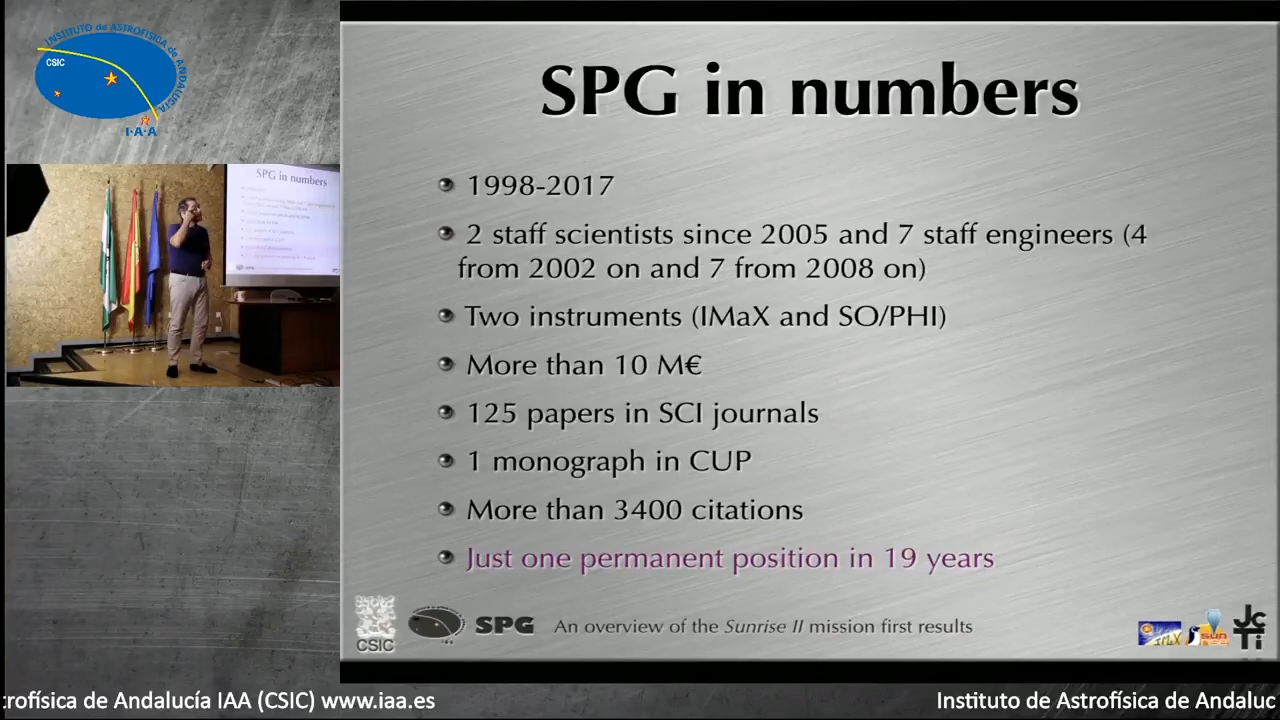 INSTITUTO de ASTROFÍSICA de ANDALUCÍA
CSIC
I·A·A
SPG in numbers
SPG in numbers
1998-2017
2 staff scientists since 2005 and 7 staff engineers (4
from 2002 on and 7 from 2008 on)
Two instruments (IMaX and SO/PHI)
More than 10 M€
125 papers in SCI journals
1 monograph in CUP
More than 3400 citations
Just one permanent position in 19 years
CSIC
SPG
An overview of the Sunrise II mission first results
trofísica de Andalucía IAA (CSIC) www.iaa.es
Instituto de Astrofísica de Andaluc